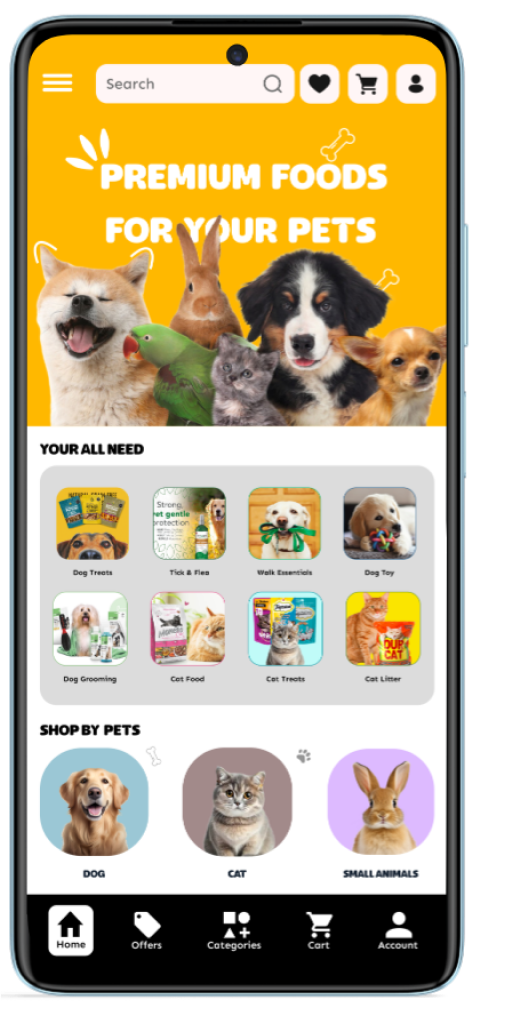 Search
PREMIUM FOODS
FOR YOUR PETS
YOUR ALL NEED
Strong,
yet gentle
protection
Dog Treats
Tick & Flea
Walk Essentials
Dog Toy
OUR
CAT
Dog Grooming
Cat Food
Cat Treats
Cat Litter
SHOP BY PETS
DOG
CAT
SMALL ANIMALS
Home
Offers
Categories
Cart
Account